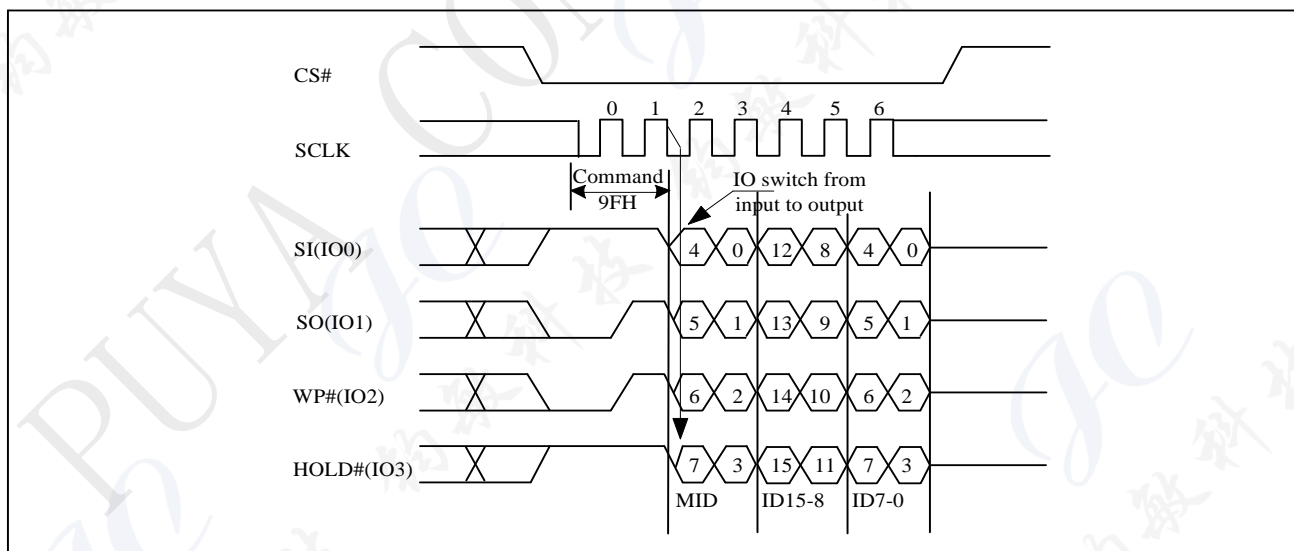 CS#
0 1 2 3 4 5 6
SCLK
Command
9FH
IO switch from
input to output
SI(IO0) 4 0 12 8 4 0
SO(IO1) 5 1 13 9 5 1
WP#(IO2) 6 2 14 10 6 2
HOLD#(IO3) 7 3 15 11 7 3
MID ID15-8 ID7-0